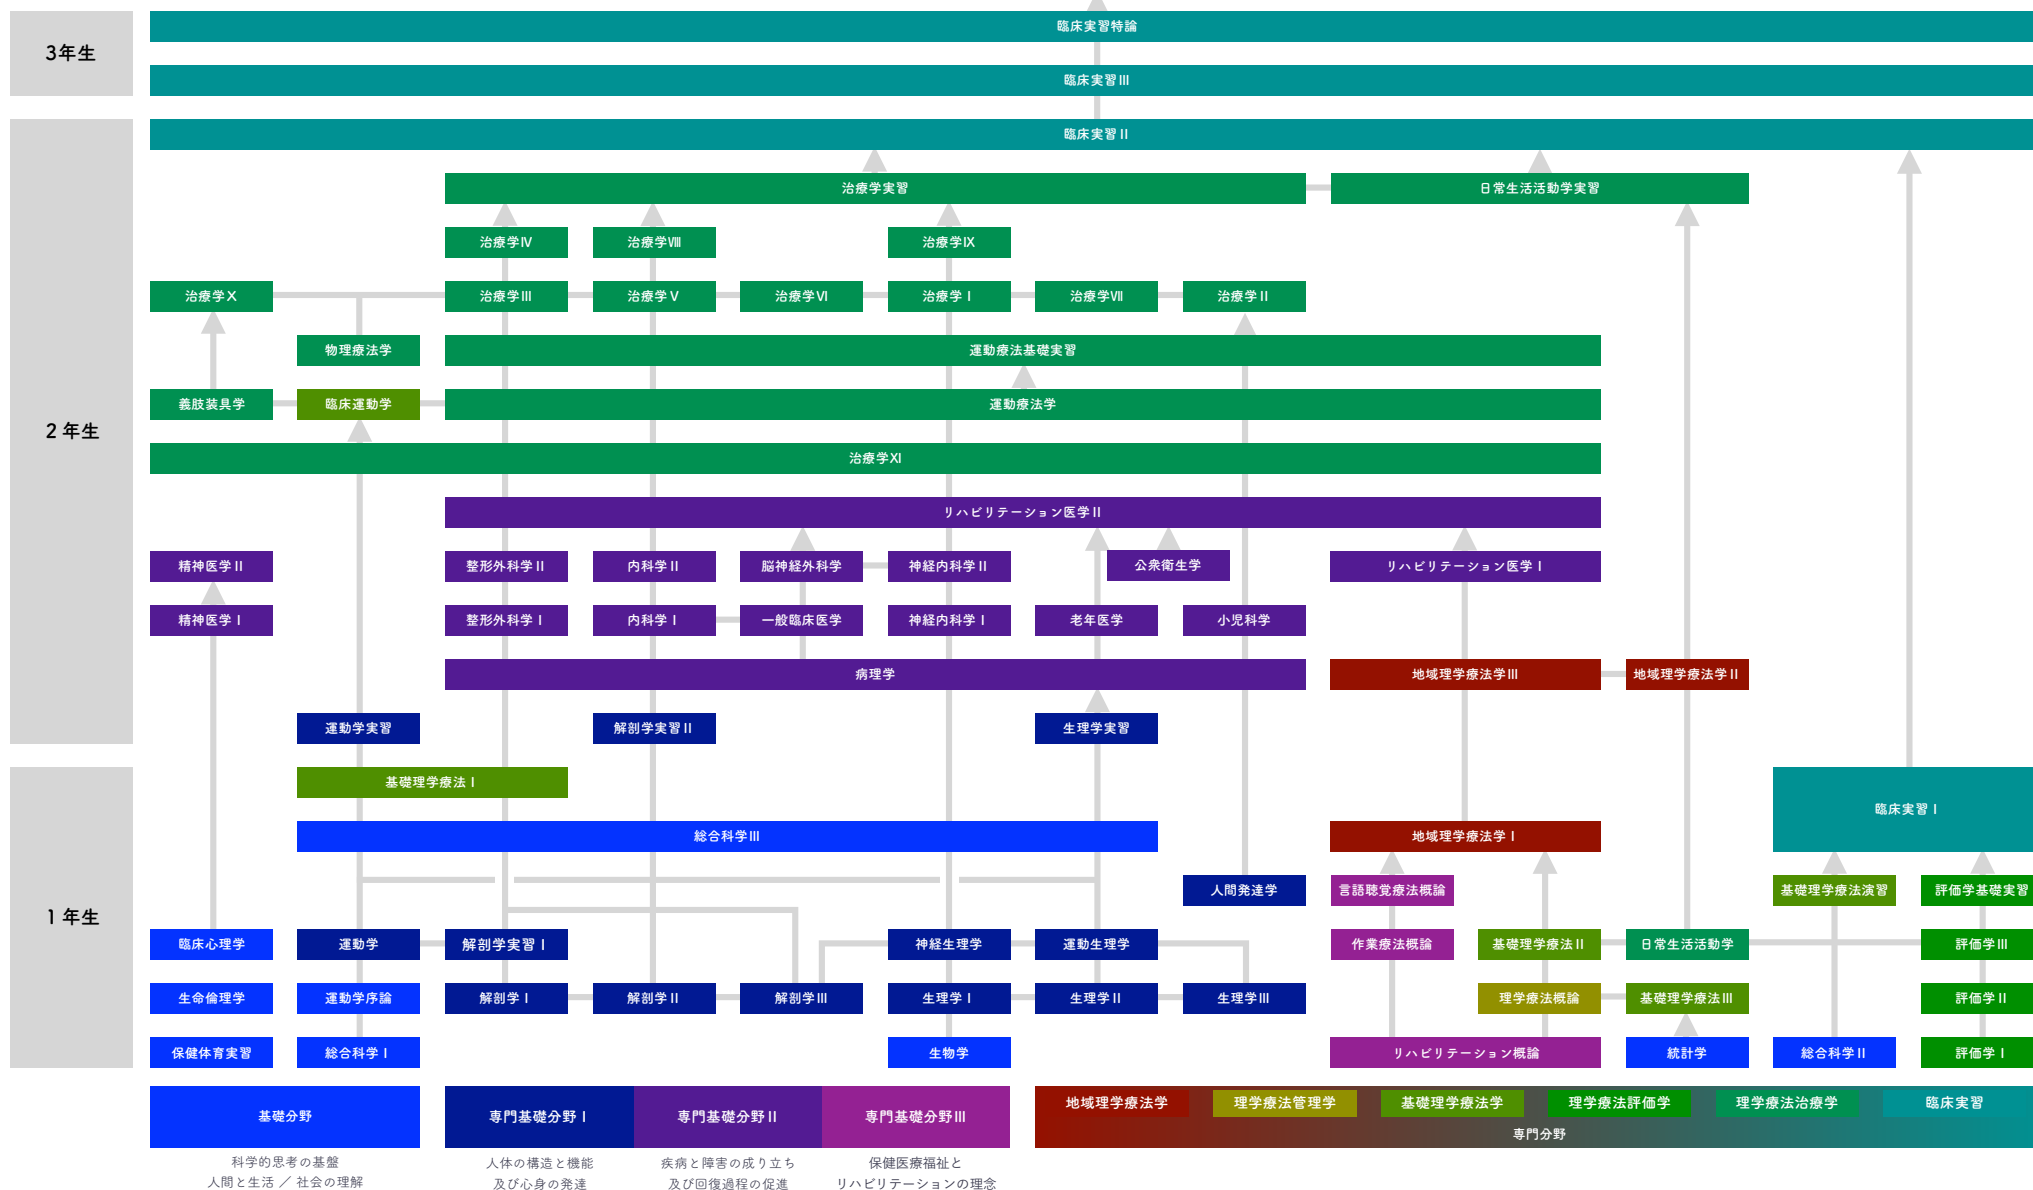 3年生
臨床実習特論
臨床実習Ⅲ
2年生
臨床実習Ⅱ
治療学実習
日常生活活動学実習
治療学Ⅳ
治療学Ⅷ
治療学Ⅸ
治療学Ⅹ
治療学Ⅲ
治療学Ⅴ
治療学Ⅵ
治療学Ⅰ
治療学Ⅶ
治療学Ⅱ
物理療法学
運動療法基礎実習
義肢装具学
臨床運動学
運動療法学
治療学Ⅺ
リハビリテーション医学Ⅱ
精神医学Ⅱ
整形外科学Ⅱ
内科学Ⅱ
脳神経外科学
神経内科学Ⅱ
公衆衛生学
リハビリテーション医学Ⅰ
精神医学Ⅰ
整形外科学Ⅰ
内科学Ⅰ
一般臨床医学
神経内科学Ⅰ
老年医学
小児科学
病理学
地域理学療法学Ⅲ
地域理学療法学Ⅱ
運動学実習
解剖学実習Ⅱ
生理学実習
1年生
基礎理学療法Ⅰ
臨床実習Ⅰ
総合科学Ⅲ
地域理学療法学Ⅰ
人間発達学
言語聴覚療法概論
基礎理学療法演習
評価学基礎実習
臨床心理学
運動学
解剖学実習Ⅰ
神経生理学
運動生理学
作業療法概論
基礎理学療法Ⅱ
日常生活活動学
評価学Ⅲ
生命倫理学
運動学序論
解剖学Ⅰ
解剖学Ⅱ
解剖学Ⅲ
生理学Ⅰ
生理学Ⅱ
生理学Ⅲ
理学療法概論
基礎理学療法Ⅲ
評価学Ⅱ
保健体育実習
総合科学Ⅰ
生物学
リハビリテーション概論
統計学
総合科学Ⅱ
評価学Ⅰ
基礎分野
専門基礎分野Ⅰ
専門基礎分野Ⅱ
専門基礎分野Ⅲ
地域理学療法学
理学療法管理学
基礎理学療法学
理学療法評価学
理学療法治療学
臨床実習
専門分野
科学的思考の基盤
人間と生活 ／ 社会の理解
人体の構造と機能
及び心身の発達
疾病と障害の成り立ち
及び回復過程の促進
保健医療福祉と
リハビリテーションの理念